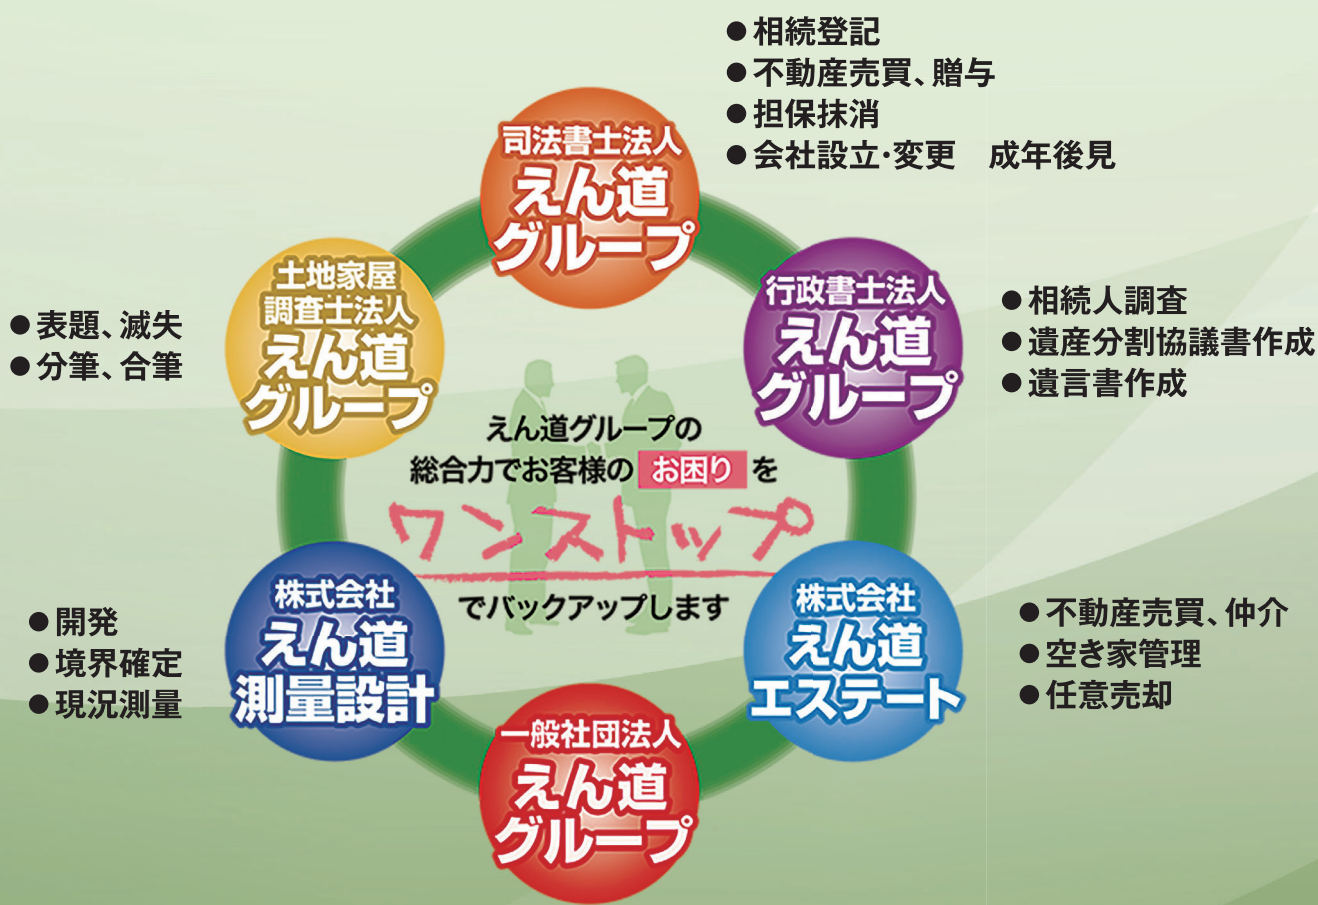 ● 相続登記
● 不動産売買、贈与
● 担保抹消
● 会社設立・変更　成年後見
司法書士法人
えん道
グループ
土地家屋
調査士法人
えん道
グループ
● 表題、滅失
● 分筆、合筆
行政書士法人
えん道
グループ
● 相続人調査
● 遺産分割協議書作成
● 遺言書作成
えん道グループの
総合力でお客様の お困り を
ワンストップ
でバックアップします
株式会社
えん道
測量設計
● 開発
● 境界確定
● 現況測量
株式会社
えん道
エステート
● 不動産売買、仲介
● 空き家管理
● 任意売却
一般社団法人
えん道
グループ